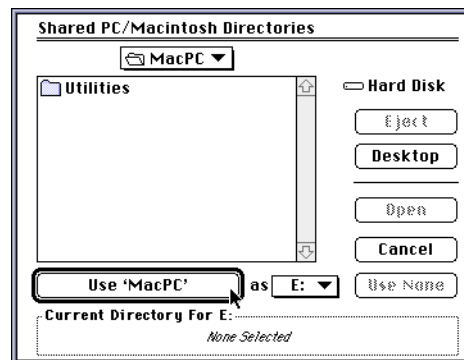 Shared PC/Macintosh Directories
MacPC
Utilities
Hard Disk
Eject
Desktop
Open
Cancel
Use ‘MacPC’ as E: Use None
Current Directory For E:
None Selected